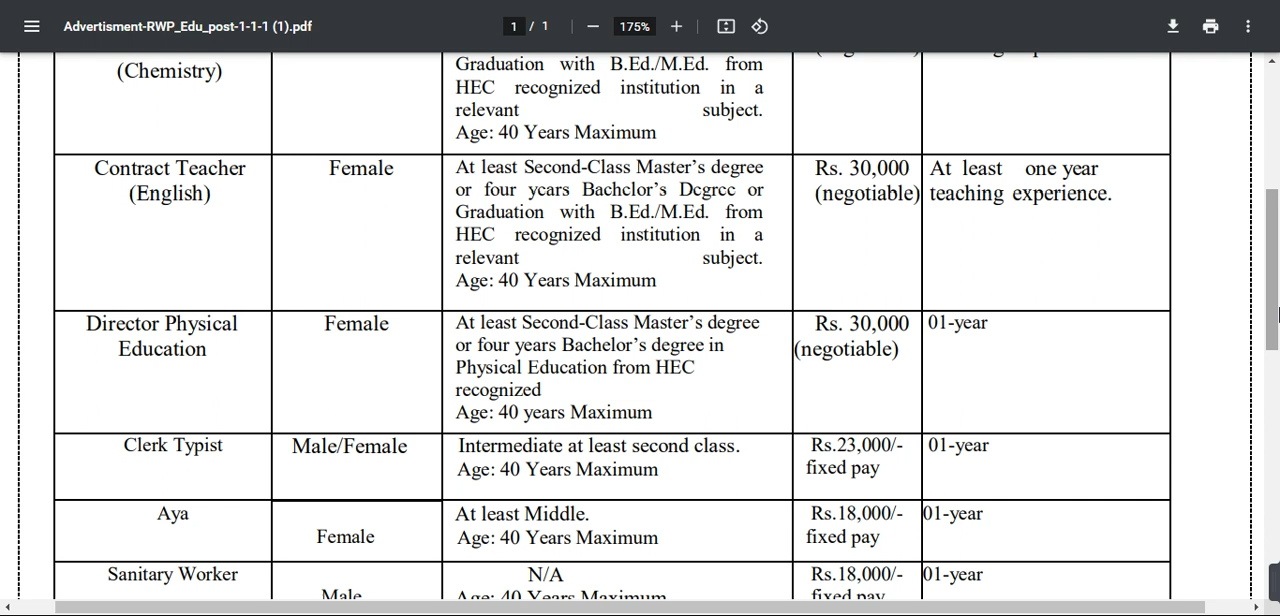 Advertisment-RWP_Edu_post-1-1-1 (1).pdf
1 / 1
175%
(Chemistry)
Graduation with B.Ed./M.Ed. from
HEC recognized institution in a
relevant subject.
Age: 40 Years Maximum
Contract Teacher
(English)
Female
At least Second-Class Master's degree
or four years Bachelor's Degree or
Graduation with B.Ed./M.Ed. from
HEC recognized institution in a
relevant subject.
Age: 40 Years Maximum
Rs. 30,000
(negotiable)
At least one year
teaching experience.
Director Physical
Education
Female
At least Second-Class Master's degree
or four years Bachelor's degree in
Physical Education from HEC
recognized
Age: 40 years Maximum
Rs. 30,000
(negotiable)
01-year
Clerk Typist
Male/Female
Intermediate at least second class.
Age: 40 Years Maximum
Rs.23,000/-
fixed pay
01-year
Aya
Female
At least Middle.
Age: 40 Years Maximum
Rs.18,000/-
fixed pay
01-year
Sanitary Worker
Male
N/A
Age: 40 Years Maximum
Rs.18,000/-
fixed pay
01-year